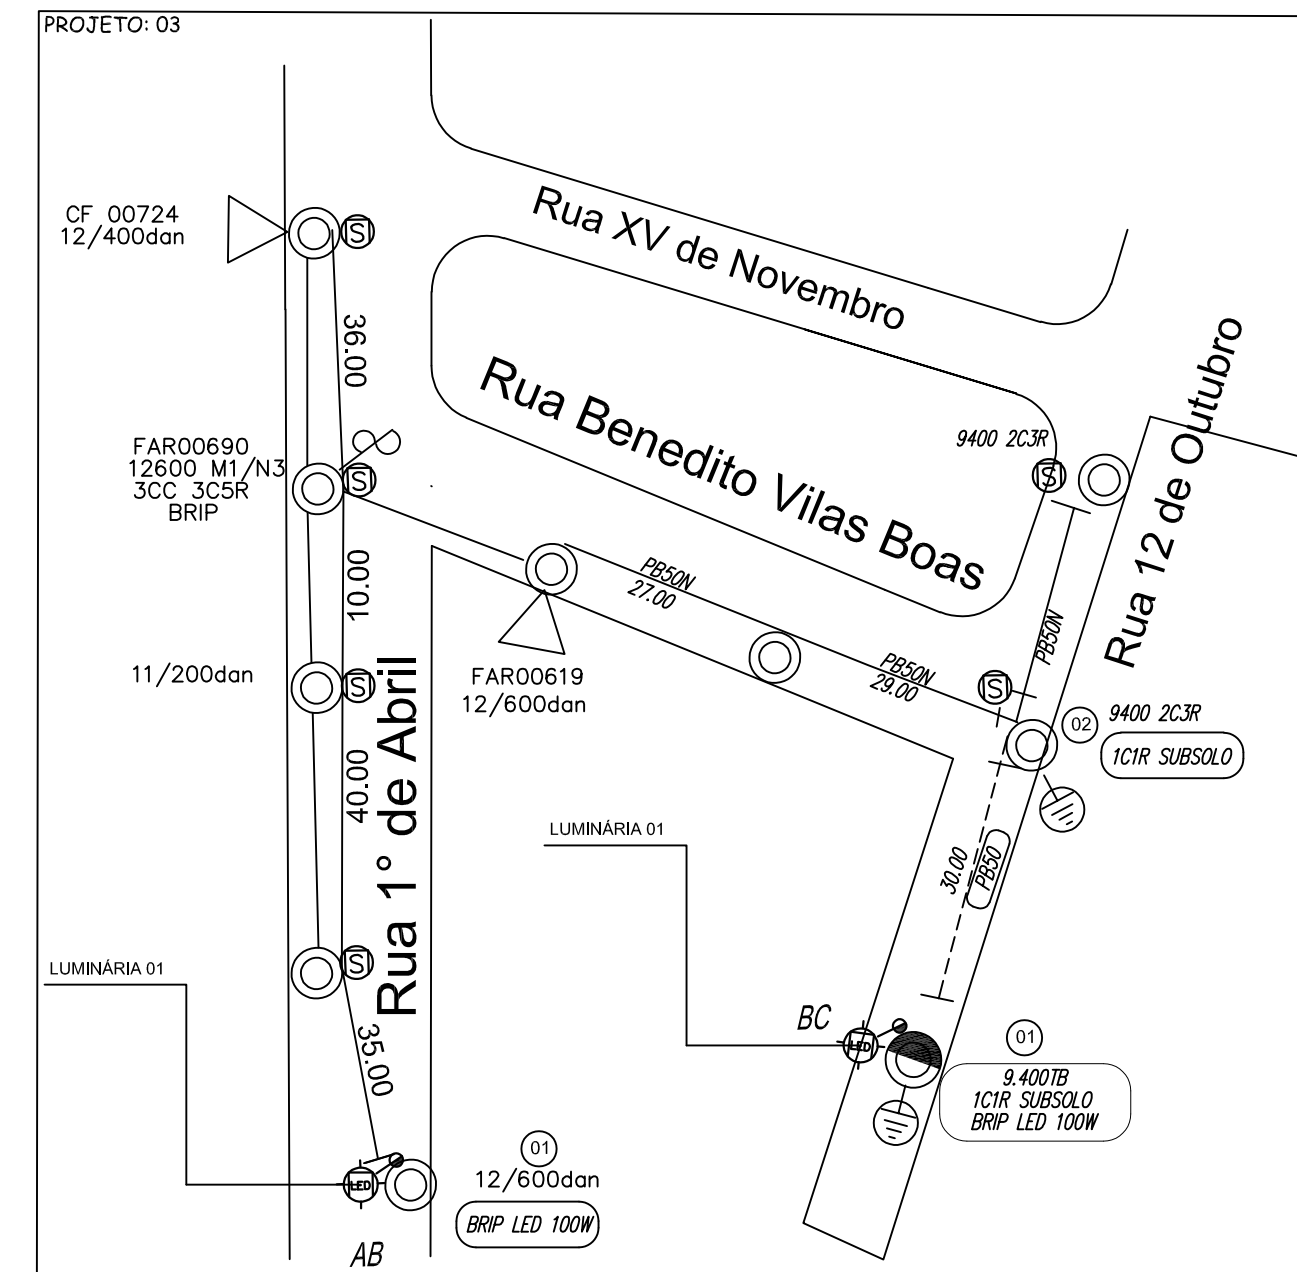 PROJETO: 03
CF 00724
12/400dan
S
36.00
Rua XV de Novembro
Rua Benedito Vilas Boas
Rua 12 de Outubro
9400 2C3R
S
FAR00690
12600 M1/N3
3CC 3C5R
BRIP
S
10.00
PB50N
27.00
FAR00619
12/600dan
PB50N
29.00
PB50N
S
02
9400 2C3R
1C1R SUBSOLO
11/200dan
S
40.00
Rua 1° de Abril
LUMINÁRIA 01
30.00
PB50
S
LUMINÁRIA 01
35.00
BC
LED
01
9.400TB
1C1R SUBSOLO
BRIP LED 100W
LED
01
12/600dan
BRIP LED 100W
AB